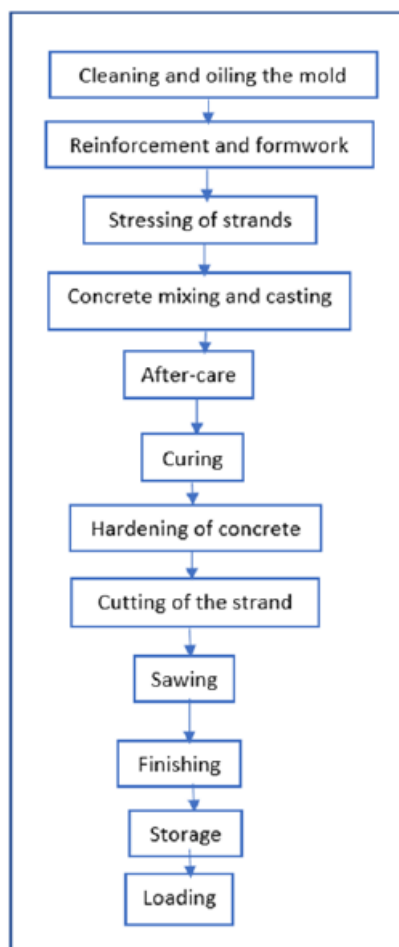 Cleaning and oiling the mold
Reinforcement and formwork
Stressing of strands
Concrete mixing and casting
After-care
Curing
Hardening of concrete
Cutting of the strand
Sawing
Finishing
Storage
Loading